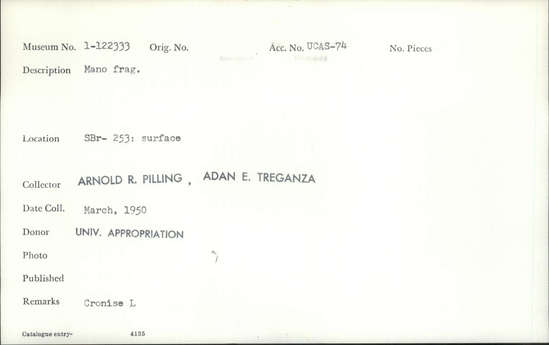 Museum No. 1-122333 Orig. No. Acc. No. UCAS-74 No. Pieces
Description Mano frag.
Location SBr- 253: surface
Collector ARNOLD R. PILLING , ADAN E. TREGANZA
Date Coll. March, 1950
Donor UNIV. APPROPRIATION
Photo
Published
Remarks Cronise L
Catalogue entry- 4135